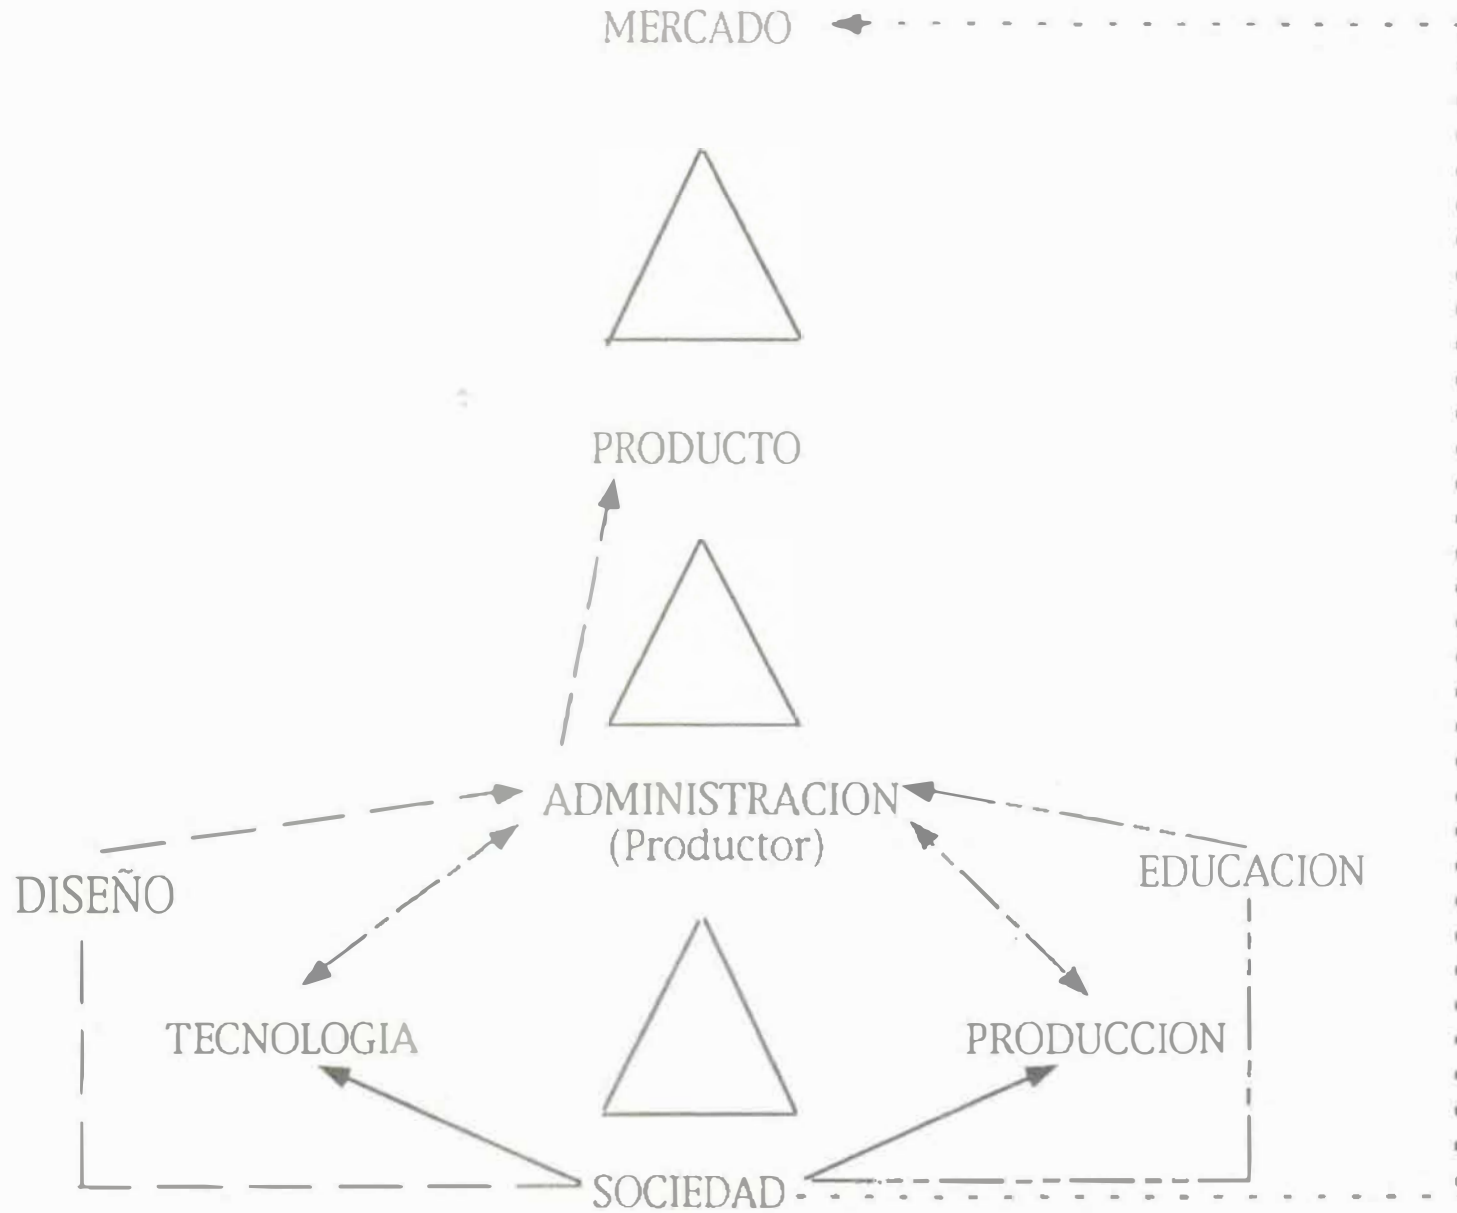 MERCADO
PRODUCTO
ADMINISTRACION
(Productor)
EDUCACION
DISEÑO
TECNOLOGIA
PRODUCCION
SOCIEDAD